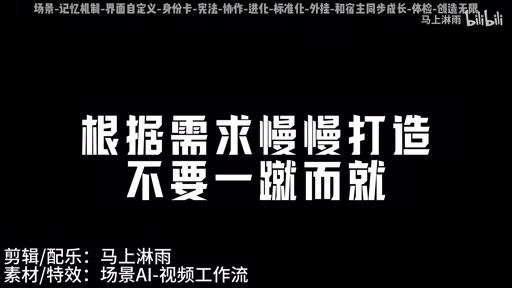 场景-记忆机制-界面自定义-身份卡-宪法-协作-进化-标准化-外挂-和宿主同步成长-体检-创造无限
马上淋雨 bilibili
根据需求慢慢打造
不要一蹴而就
剪辑/配乐：马上淋雨
素材/特效：场景AI-视频工作流